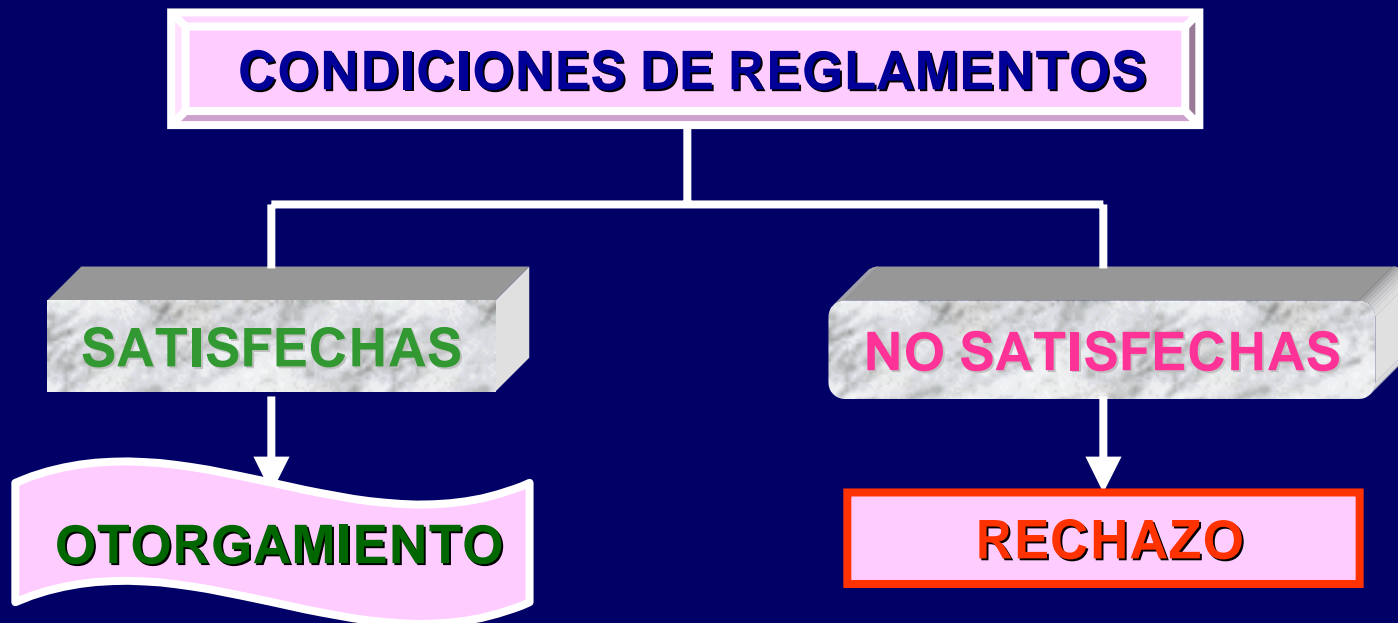 CONDICIONES DE REGLAMENTOS
SATISFECHAS
NO SATISFECHAS
OTORGAMIENTO
RECHAZO